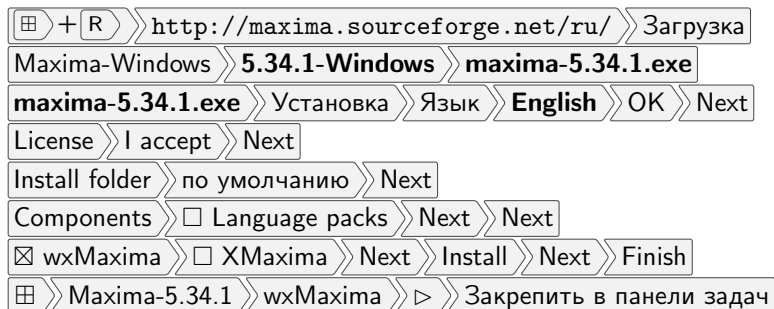 ⊞ + R http://maxima.sourceforge.net/ru/ Загрузка
Maxima-Windows 5.34.1-Windows maxima-5.34.1.exe
maxima-5.34.1.exe Установка Язык English OK Next
License I accept Next
Install folder по умолчанию Next
Components ☐ Language packs Next Next
☒ wxMaxima ☐ XMaxima Next Install Next Finish
⊞ Maxima-5.34.1 wxMaxima ▷ Закрепить в панели задач